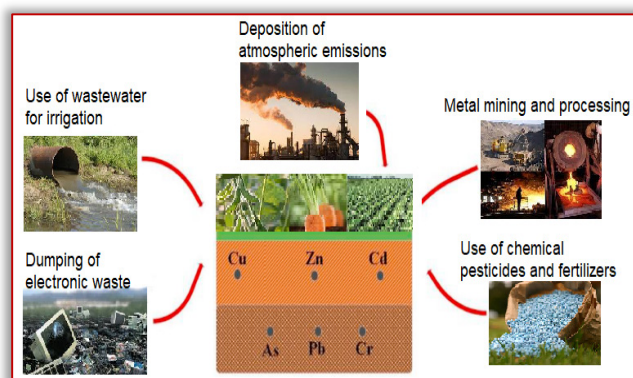 Deposition of
atmospheric emissions
Use of wastewater
for irrigation
Metal mining and processing
Dumping of
electronic waste
Use of chemical
pesticides and fertilizers
Cu Zn Cd
As Pb Cr